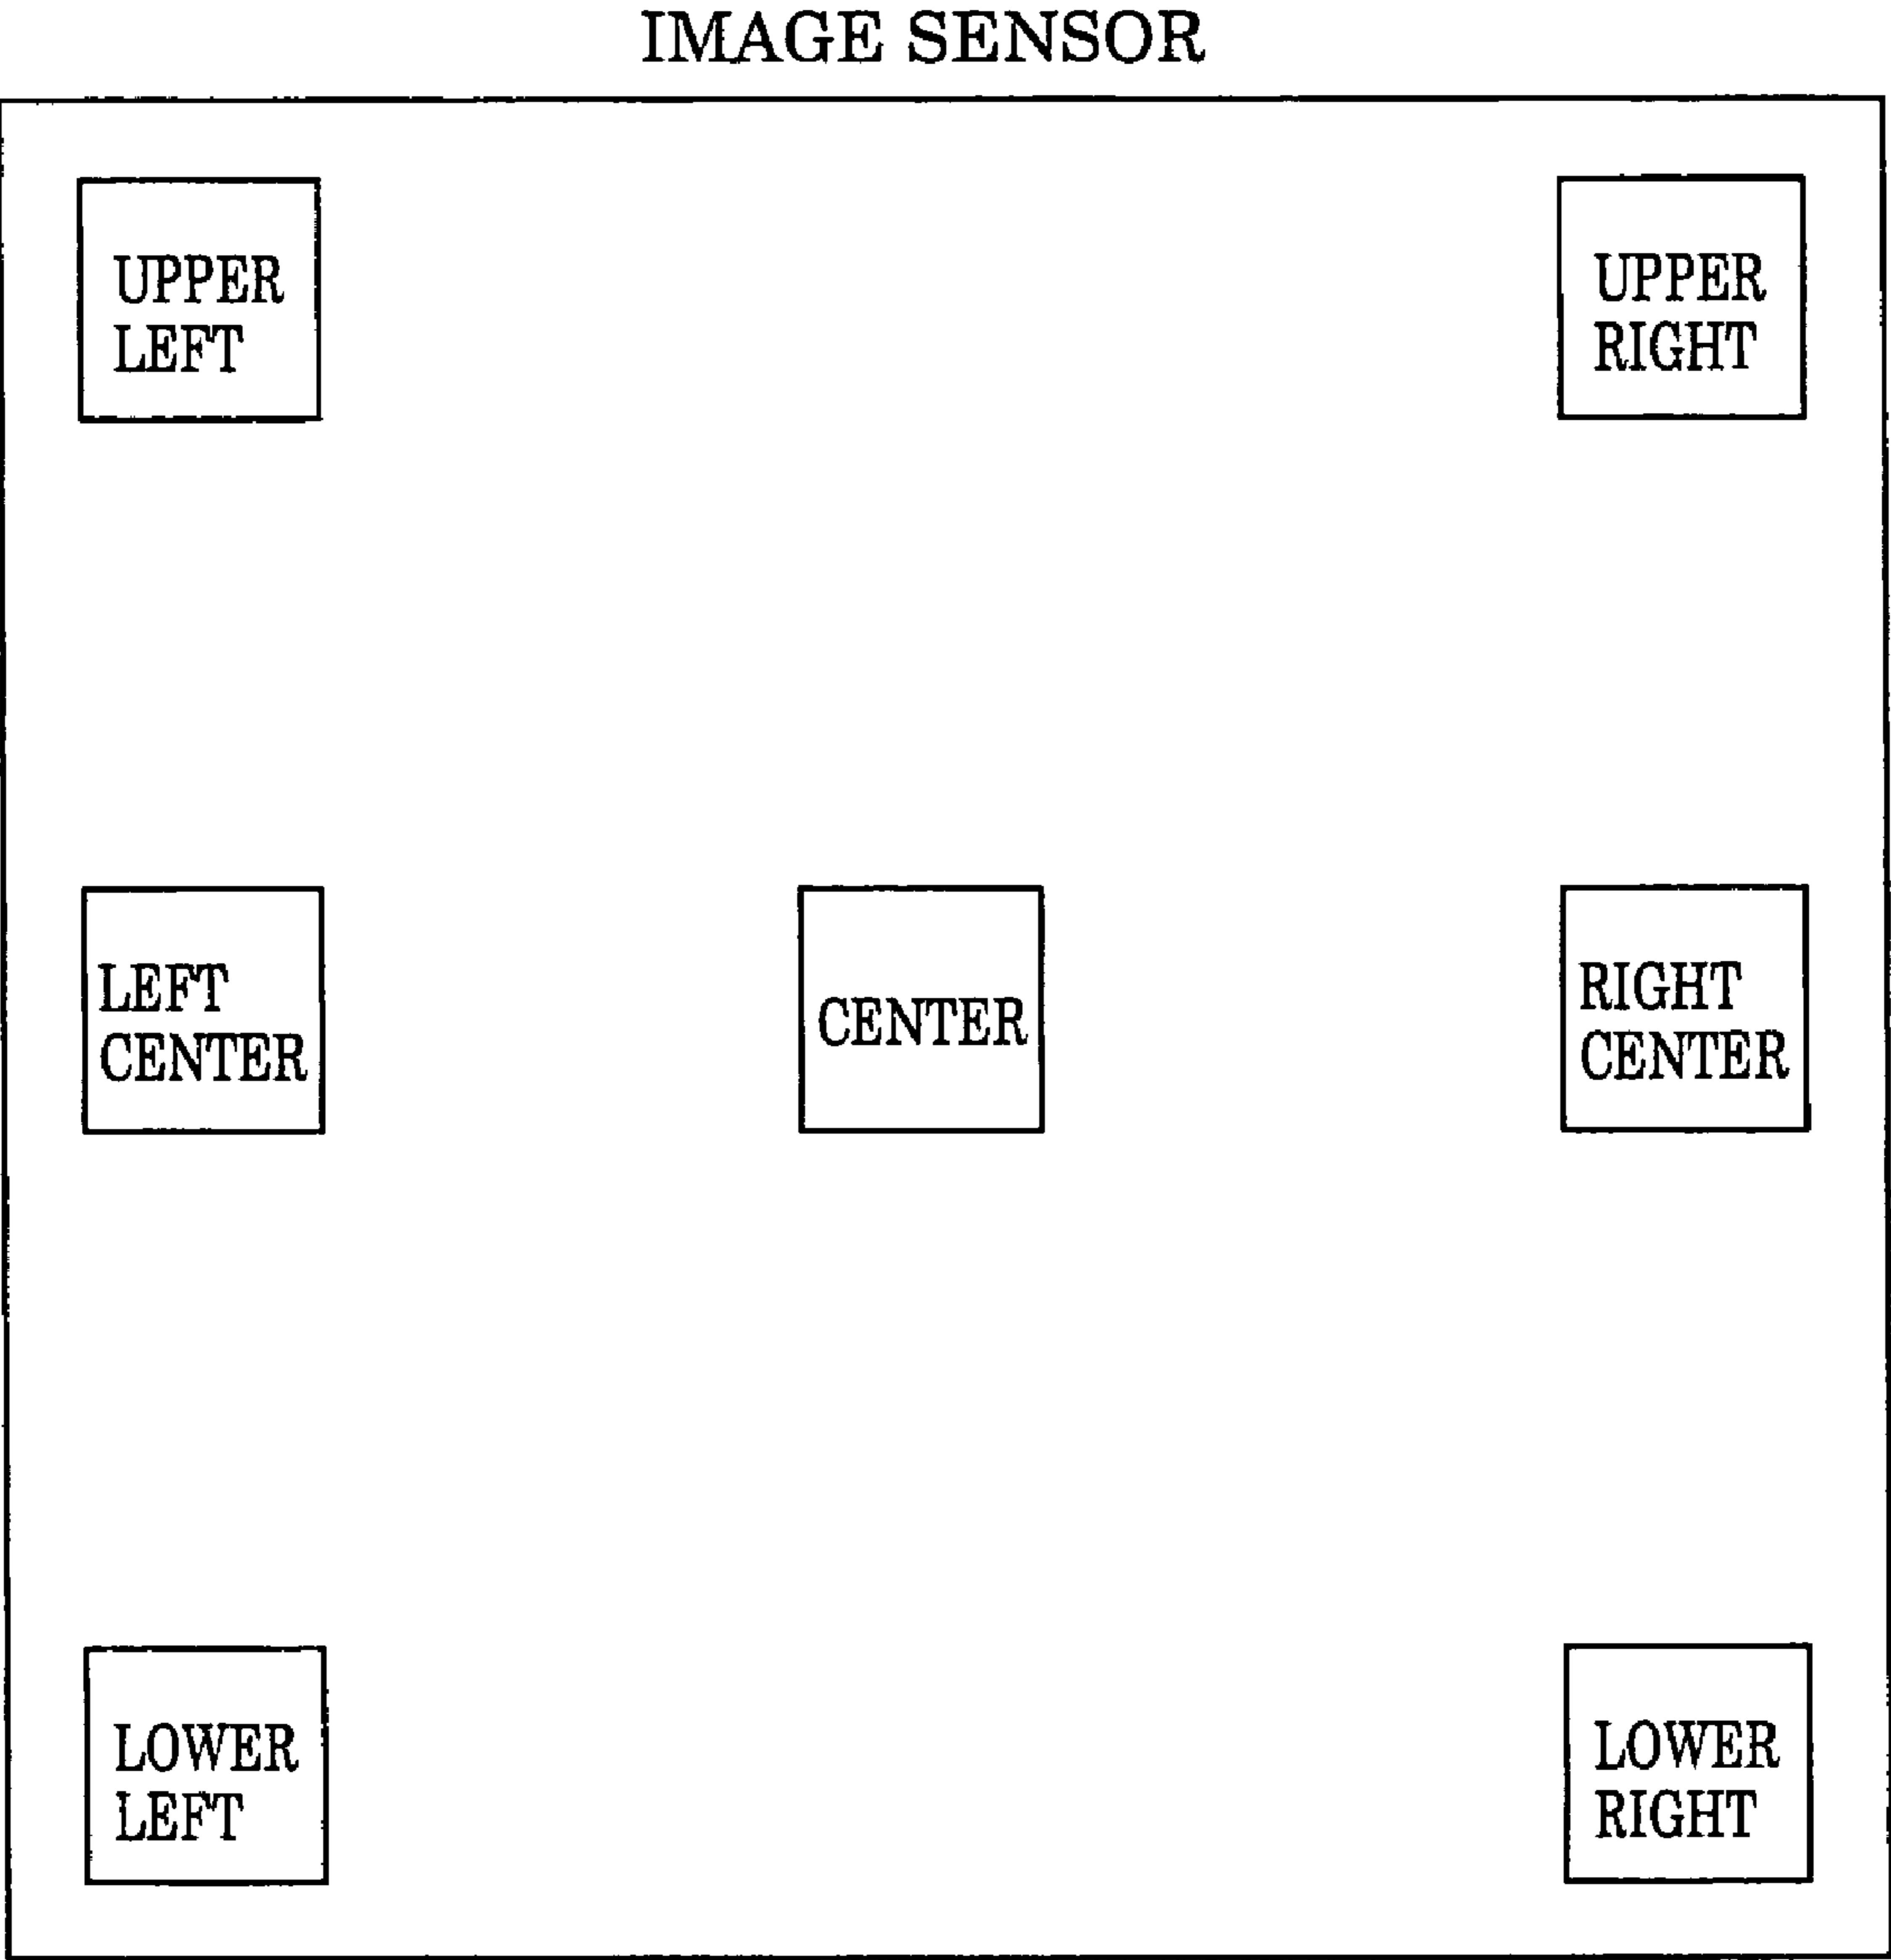 IMAGE SENSOR
UPPER
LEFT
UPPER
RIGHT
LEFT
CENTER
CENTER
RIGHT
CENTER
LOWER
LEFT
LOWER
RIGHT